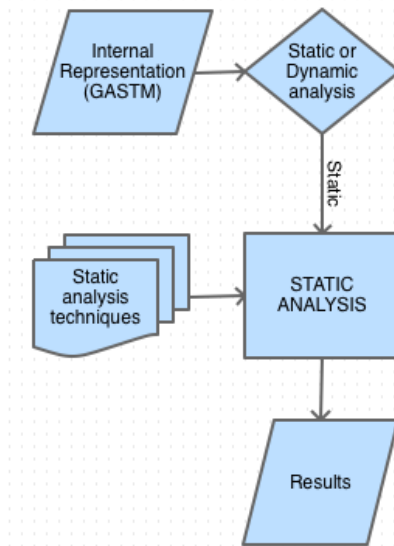 Internal
Representation
(GASTM)
Static or
Dynamic
analysis
Static
Static
analysis
techniques
STATIC
ANALYSIS
Results